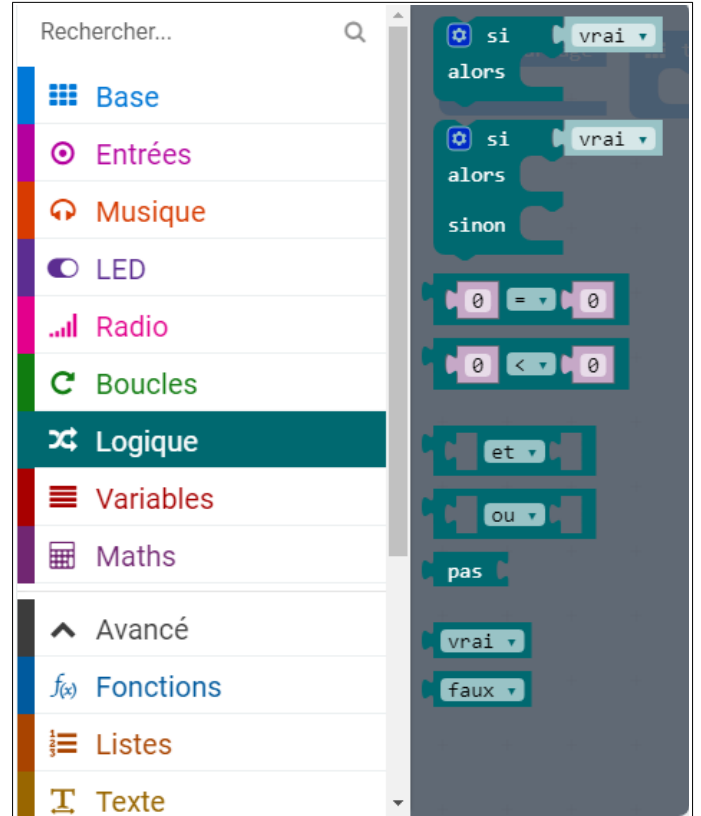 Rechercher...
Base
Entrées
Musique
LED
Radio
Boucles
Logique
Variables
Maths
Avancé
f(x) Fonctions
Listes
Texte
si vrai
alors
si vrai
alors
sinon
0 = 0
0 < 0
et
ou
pas
vrai
faux